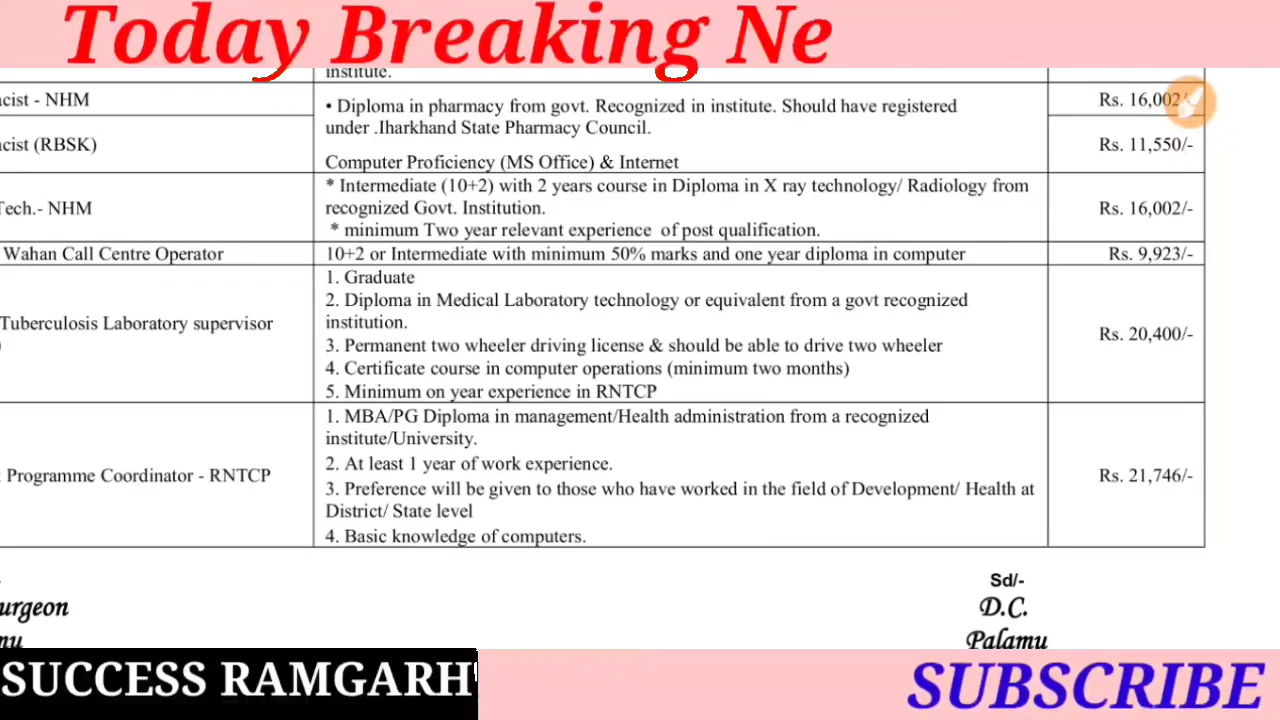 Today Breaking Ne
institute.
cist - NHM
• Diploma in pharmacy from govt. Recognized in institute. Should have registered
under .Iharkhand State Pharmacy Council.
Rs. 16,002/-
cist (RBSK)
Computer Proficiency (MS Office) & Internet
Rs. 11,550/-
Tech.- NHM
* Intermediate (10+2) with 2 years course in Diploma in X ray technology/ Radiology from
recognized Govt. Institution.
* minimum Two year relevant experience of post qualification.
Rs. 16,002/-
Wahan Call Centre Operator
10+2 or Intermediate with minimum 50% marks and one year diploma in computer
Rs. 9,923/-
Tuberculosis Laboratory supervisor
)
1. Graduate
2. Diploma in Medical Laboratory technology or equivalent from a govt recognized
institution.
3. Permanent two wheeler driving license & should be able to drive two wheeler
4. Certificate course in computer operations (minimum two months)
5. Minimum on year experience in RNTCP
Rs. 20,400/-
Programme Coordinator - RNTCP
1. MBA/PG Diploma in management/Health administration from a recognized
institute/University.
2. At least 1 year of work experience.
3. Preference will be given to those who have worked in the field of Development/ Health at
District/ State level
4. Basic knowledge of computers.
Rs. 21,746/-
urgeon
mu
Sd/-
D.C.
Palamu
SUCCESS RAMGARH'
SUBSCRIBE